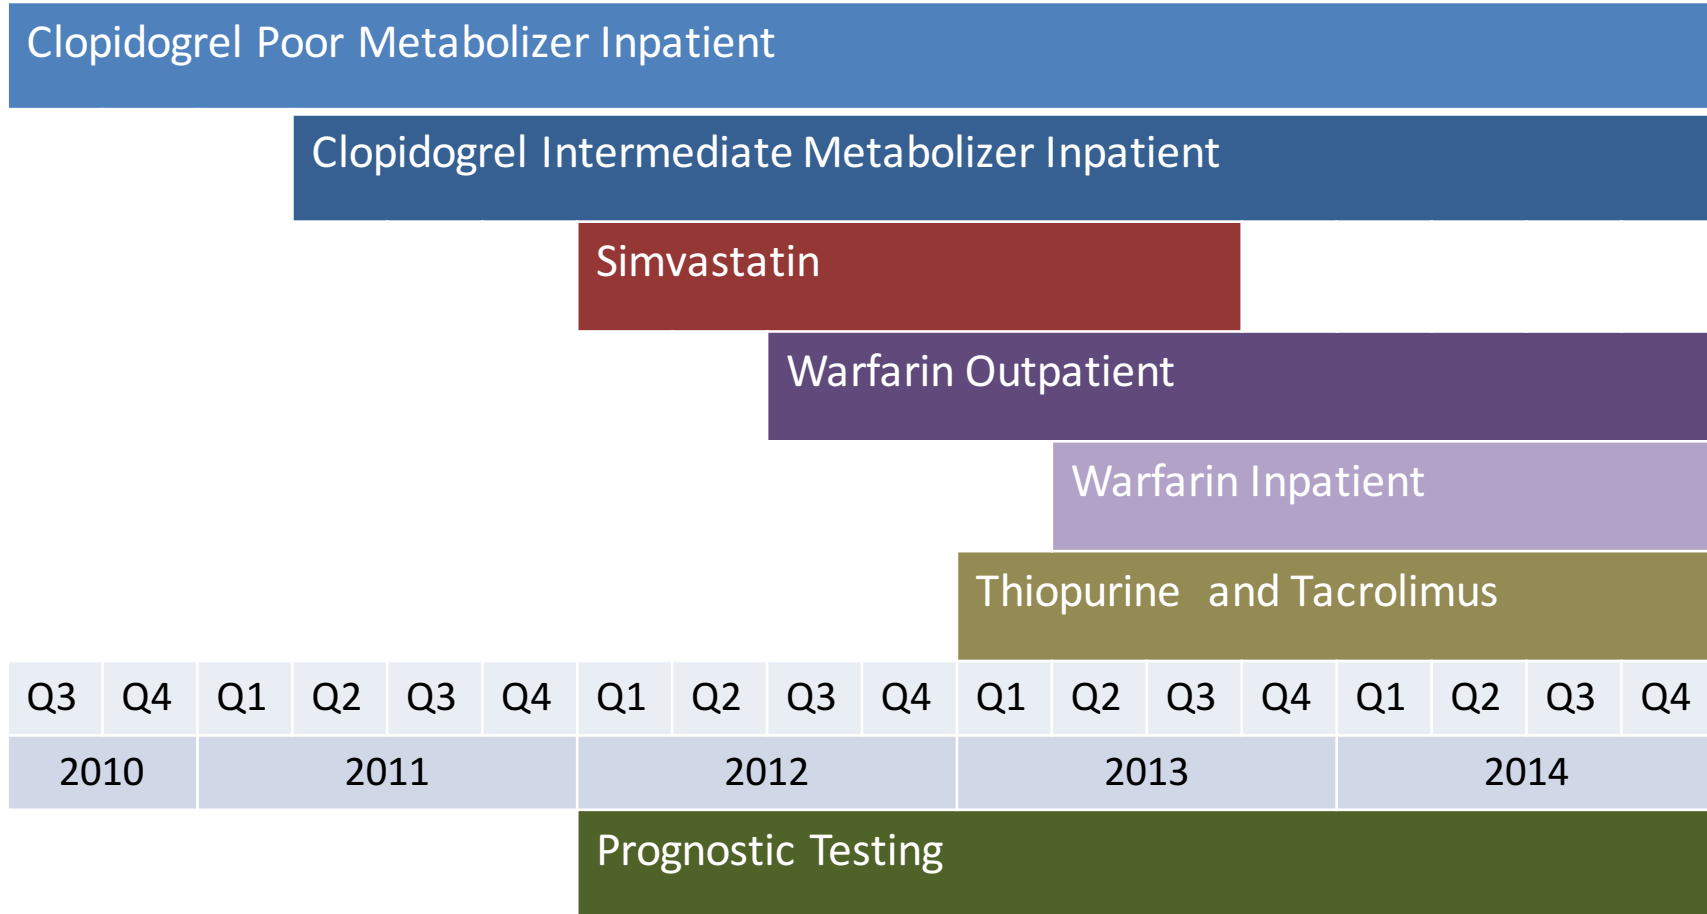 Clopidogrel Poor Metabolizer Inpatient
Clopidogrel Intermediate Metabolizer Inpatient
Simvastatin
Warfarin Outpatient
Warfarin Inpatient
Thiopurine and Tacrolimus
Q3 Q4 Q1 Q2 Q3 Q4 Q1 Q2 Q3 Q4 Q1 Q2 Q3 Q4 Q1 Q2 Q3 Q4
2010 2011 2012 2013 2014
Prognostic Testing